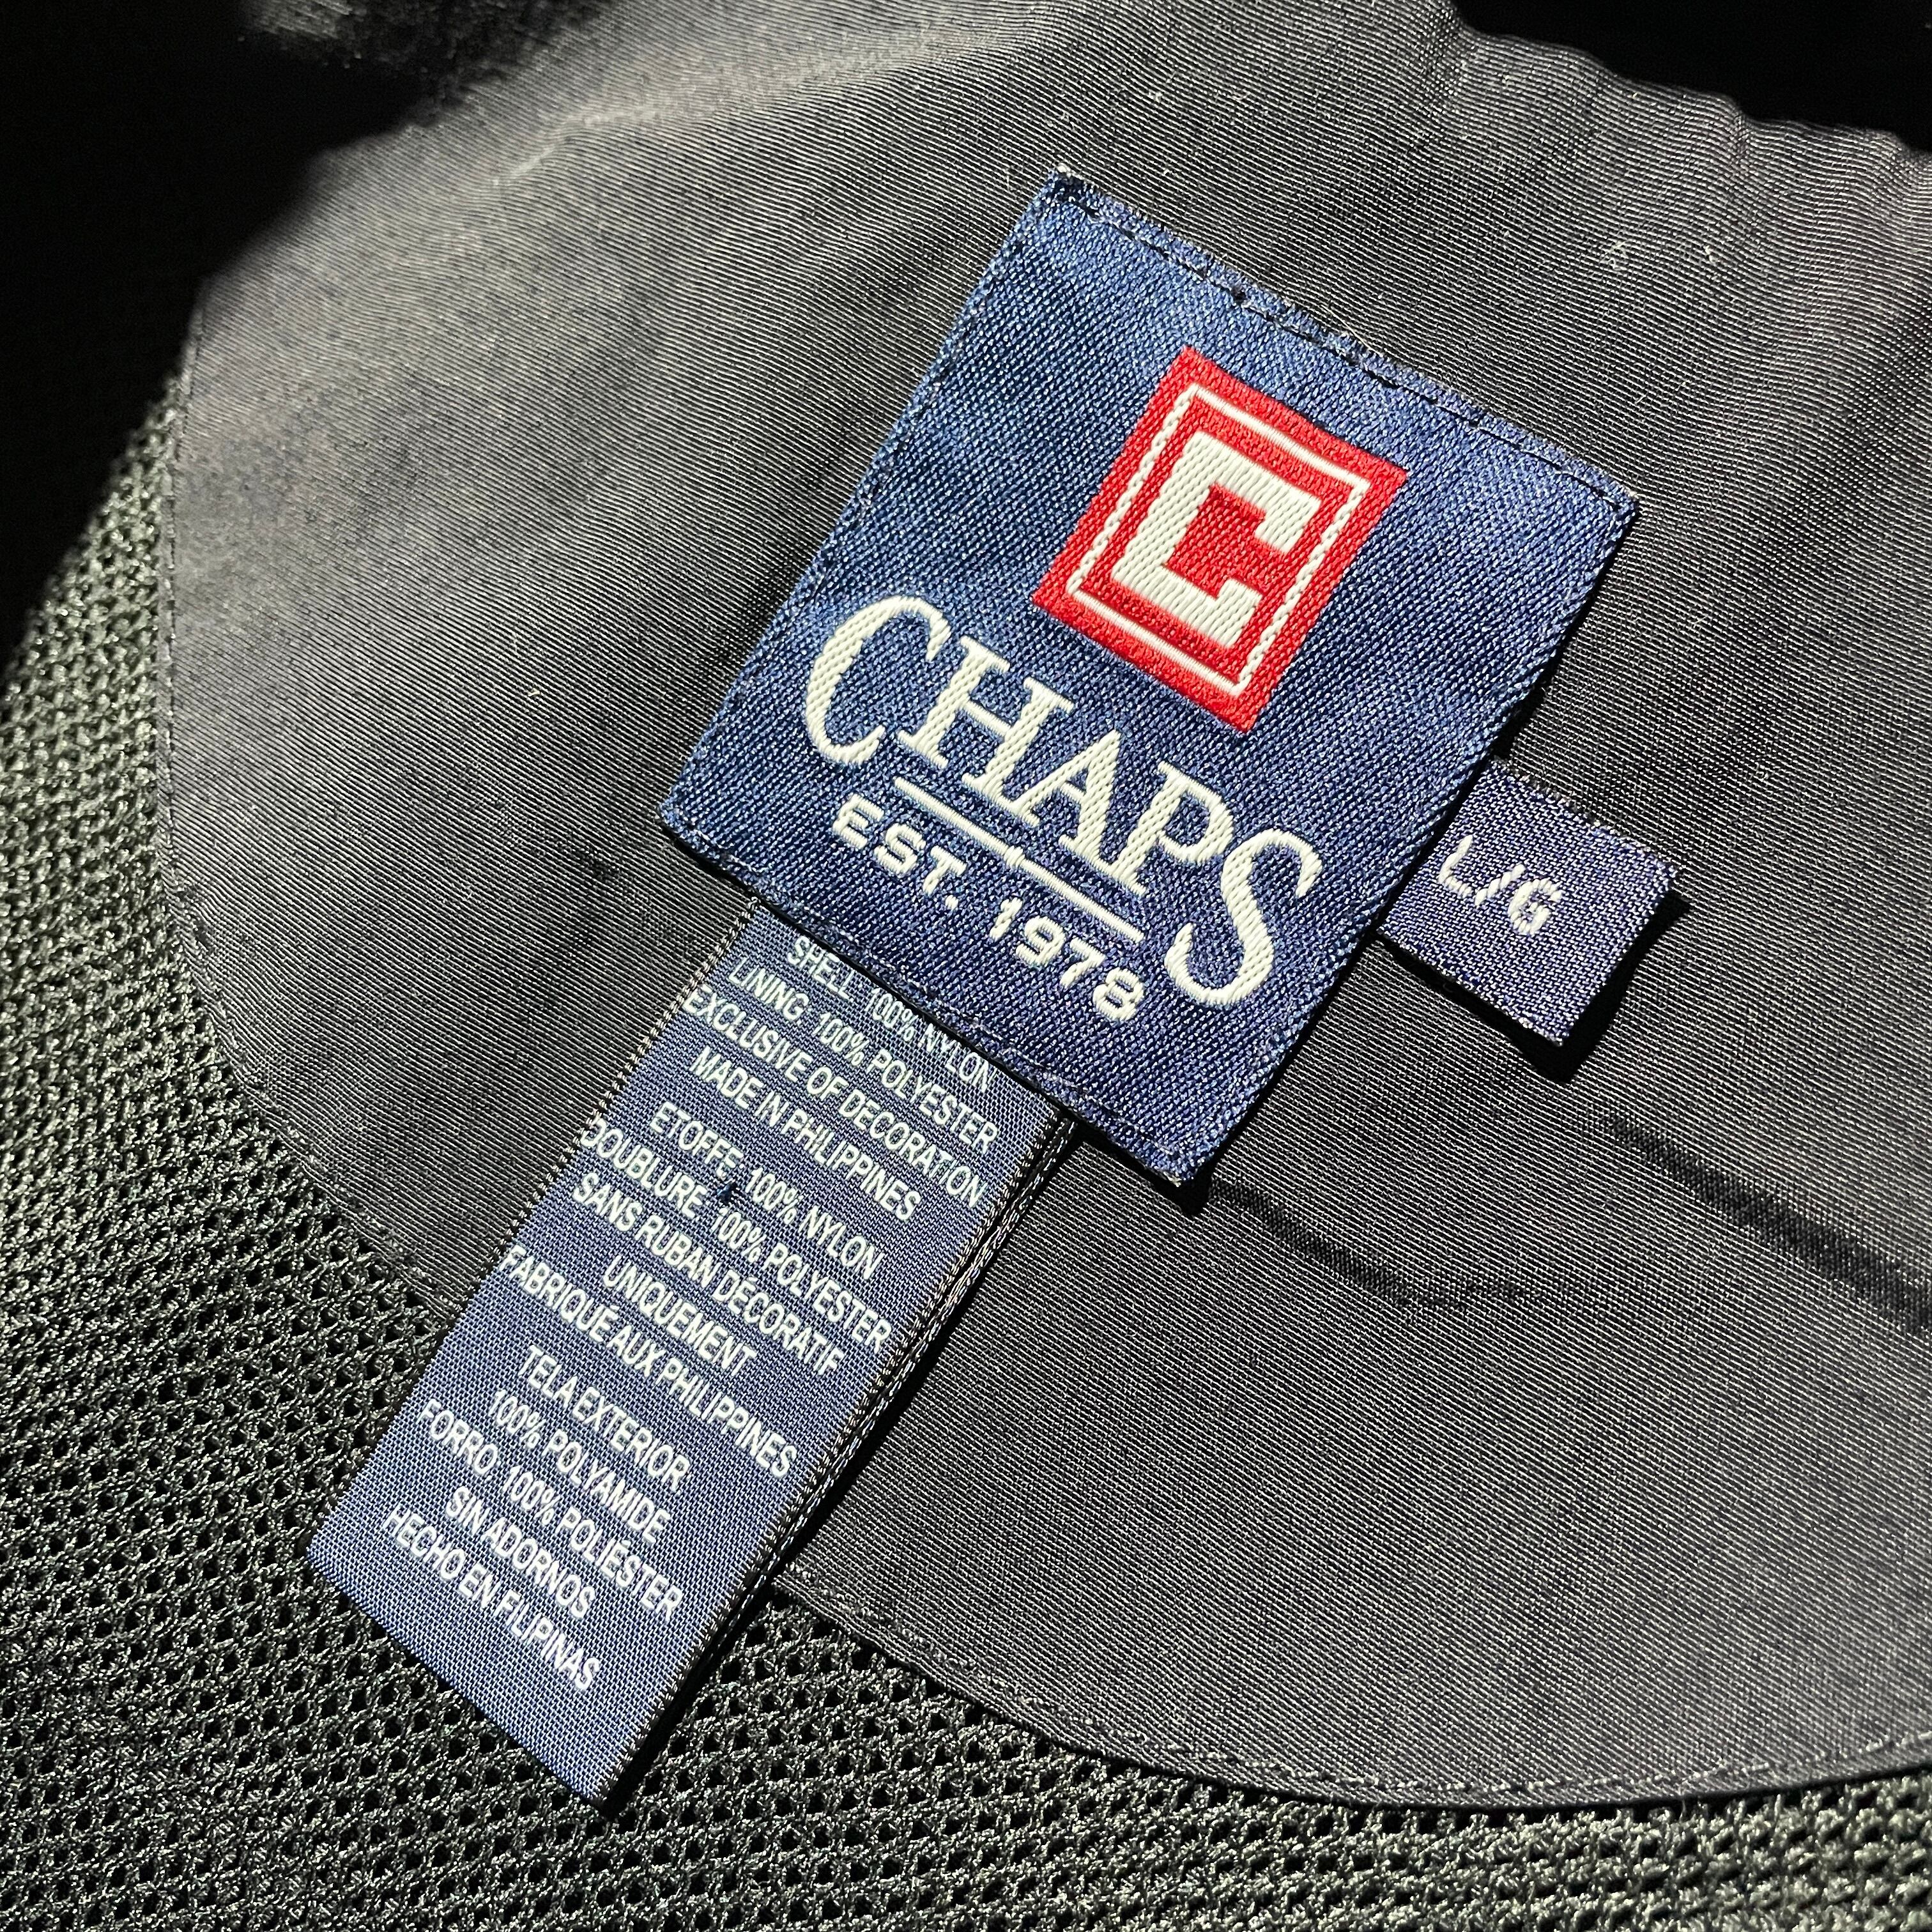 C
CHAPS
EST. 1978
L/G
SHELL 100% NYLON
LINING 100% POLYESTER
EXCLUSIVE OF DECORATION
MADE IN PHILIPPINES
ETOFFE 100% NYLON
DOUBLURE 100% POLYESTER
SANS RUBAN DÉCORATIF
UNIQUEMENT
FABRIQUÉ AUX PHILIPPINES
TELA EXTERIOR
100% POLYAMIDE
FORRO 100% POLIÉSTER
SIN ADORNOS
HECHO EN FILIPINAS